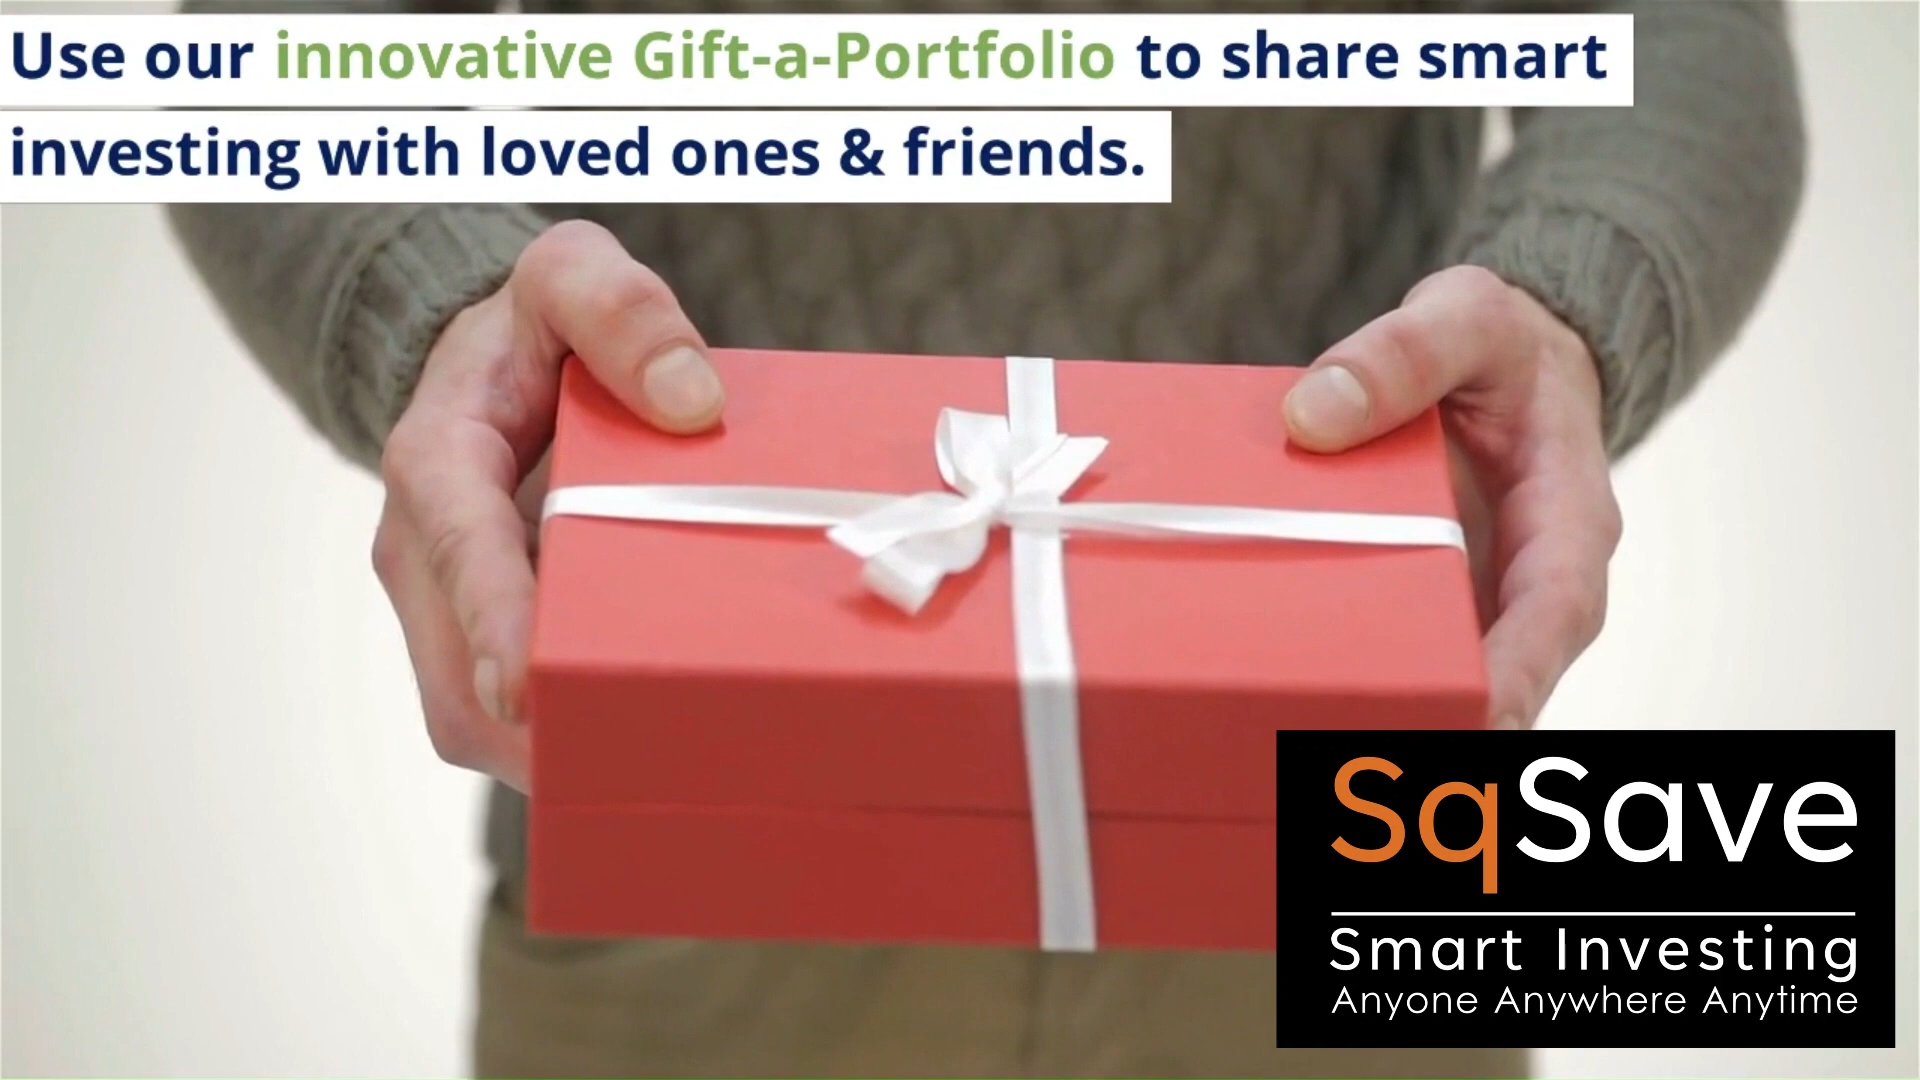 Use our innovative Gift-a-Portfolio to share smart
investing with loved ones & friends.
SqSave
Smart Investing
Anyone Anywhere Anytime